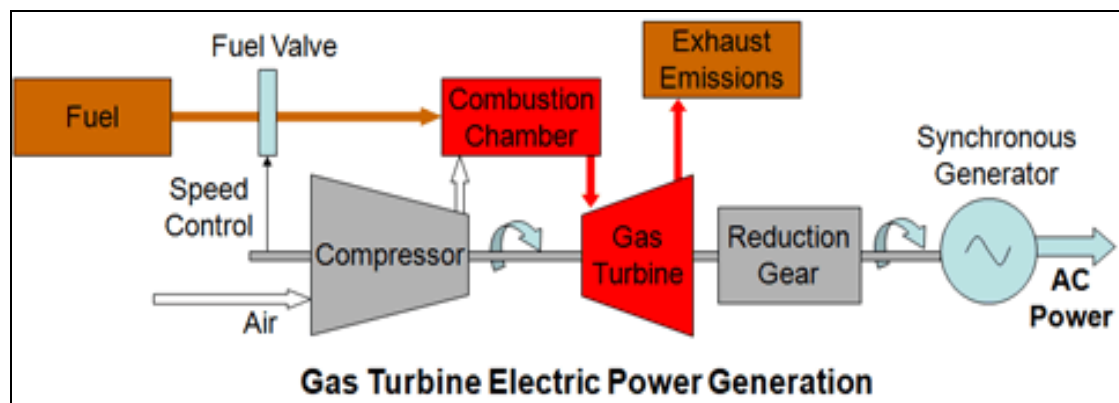 Fuel Valve
Fuel
Speed
Control
Air
Compressor
Combustion
Chamber
Exhaust
Emissions
Gas
Turbine
Reduction
Gear
Synchronous
Generator
AC
Power
Gas Turbine Electric Power Generation